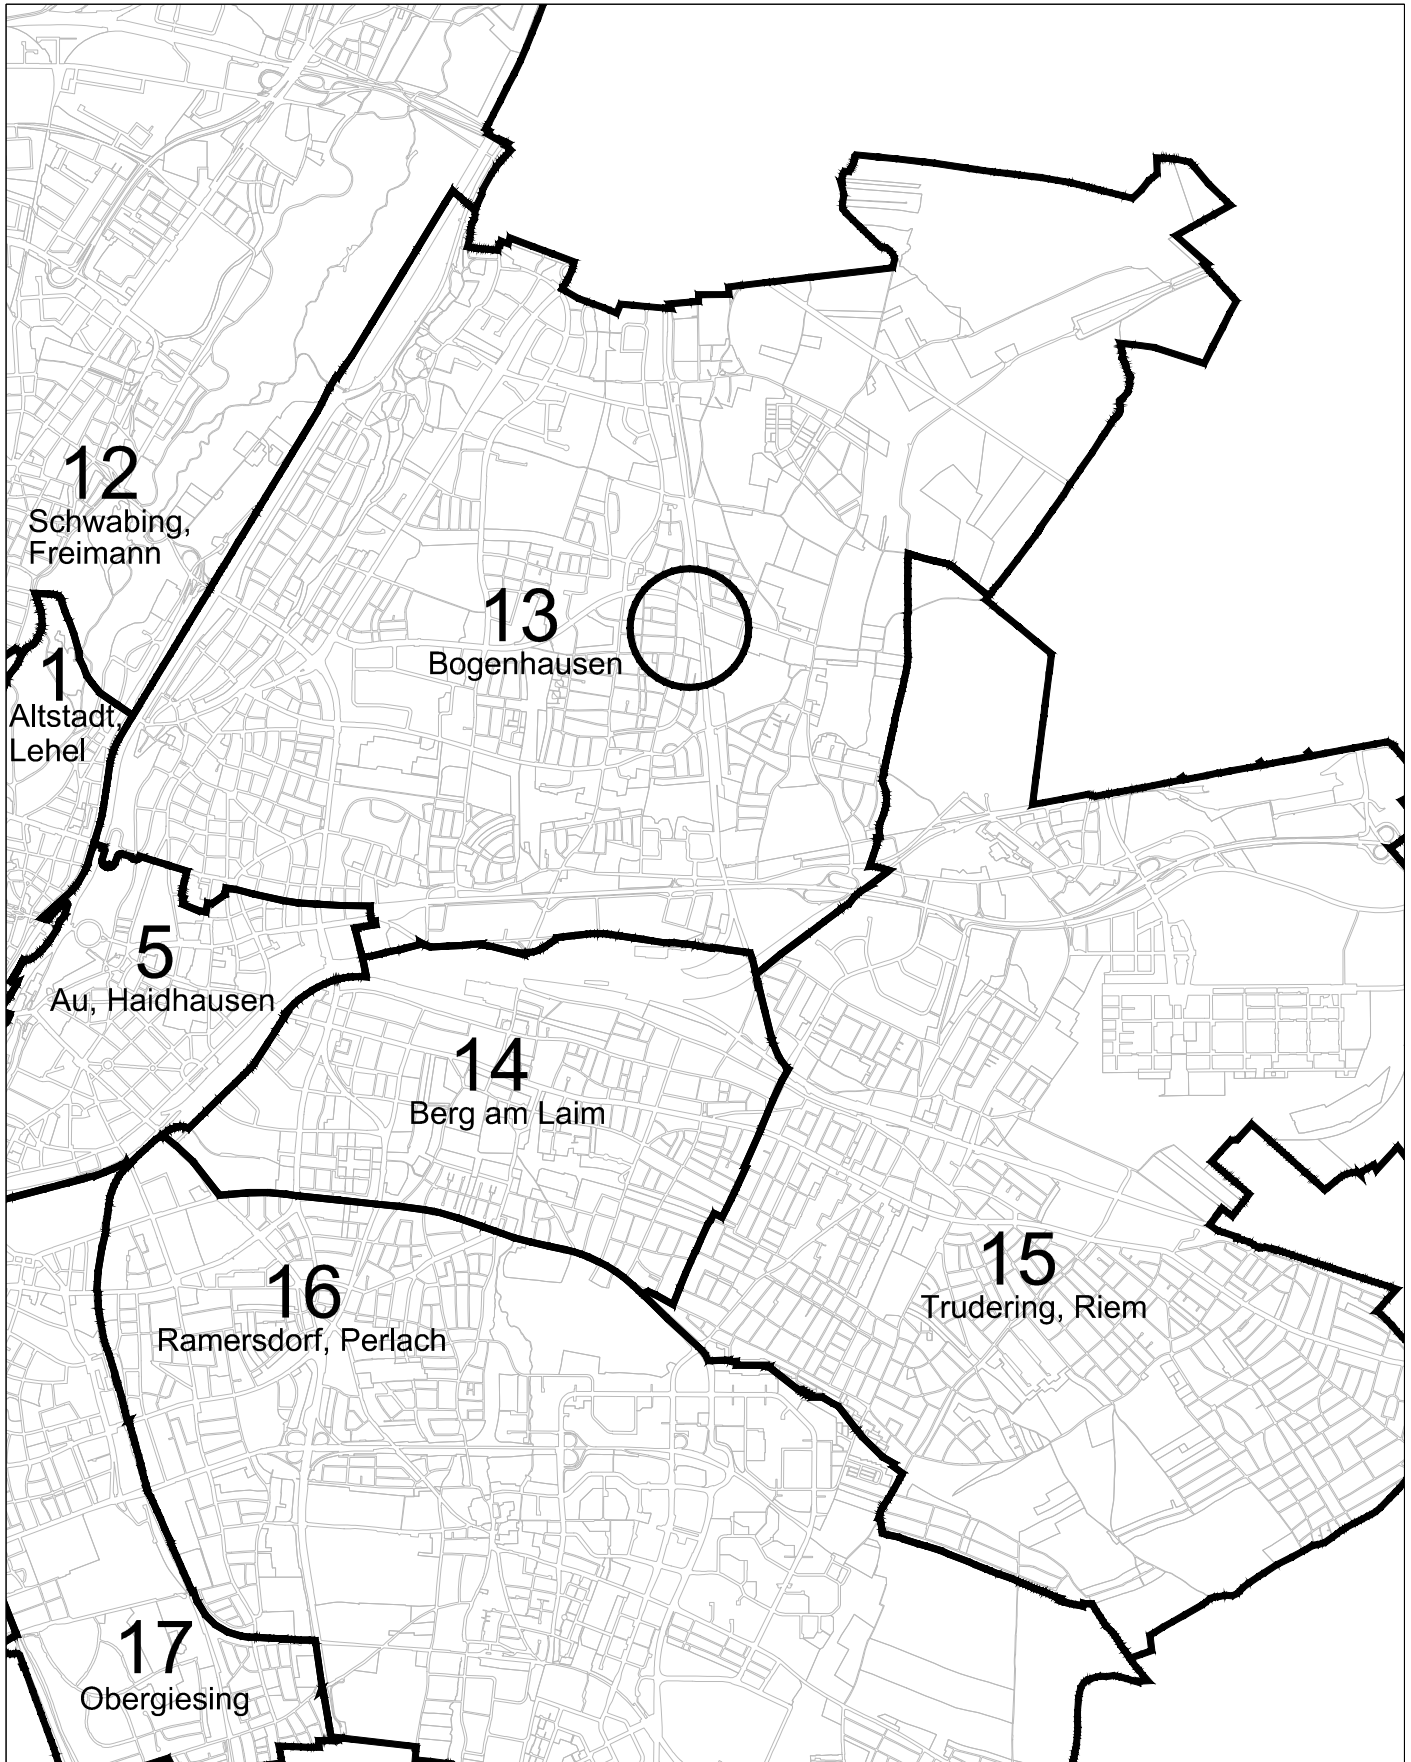 12
Schwabing,
Freimann
13
Bogenhausen
1
Altstadt,
Lehel
5
Au, Haidhausen
14
Berg am Laim
15
Trudering, Riem
16
Ramersdorf, Perlach
17
Obergiesing